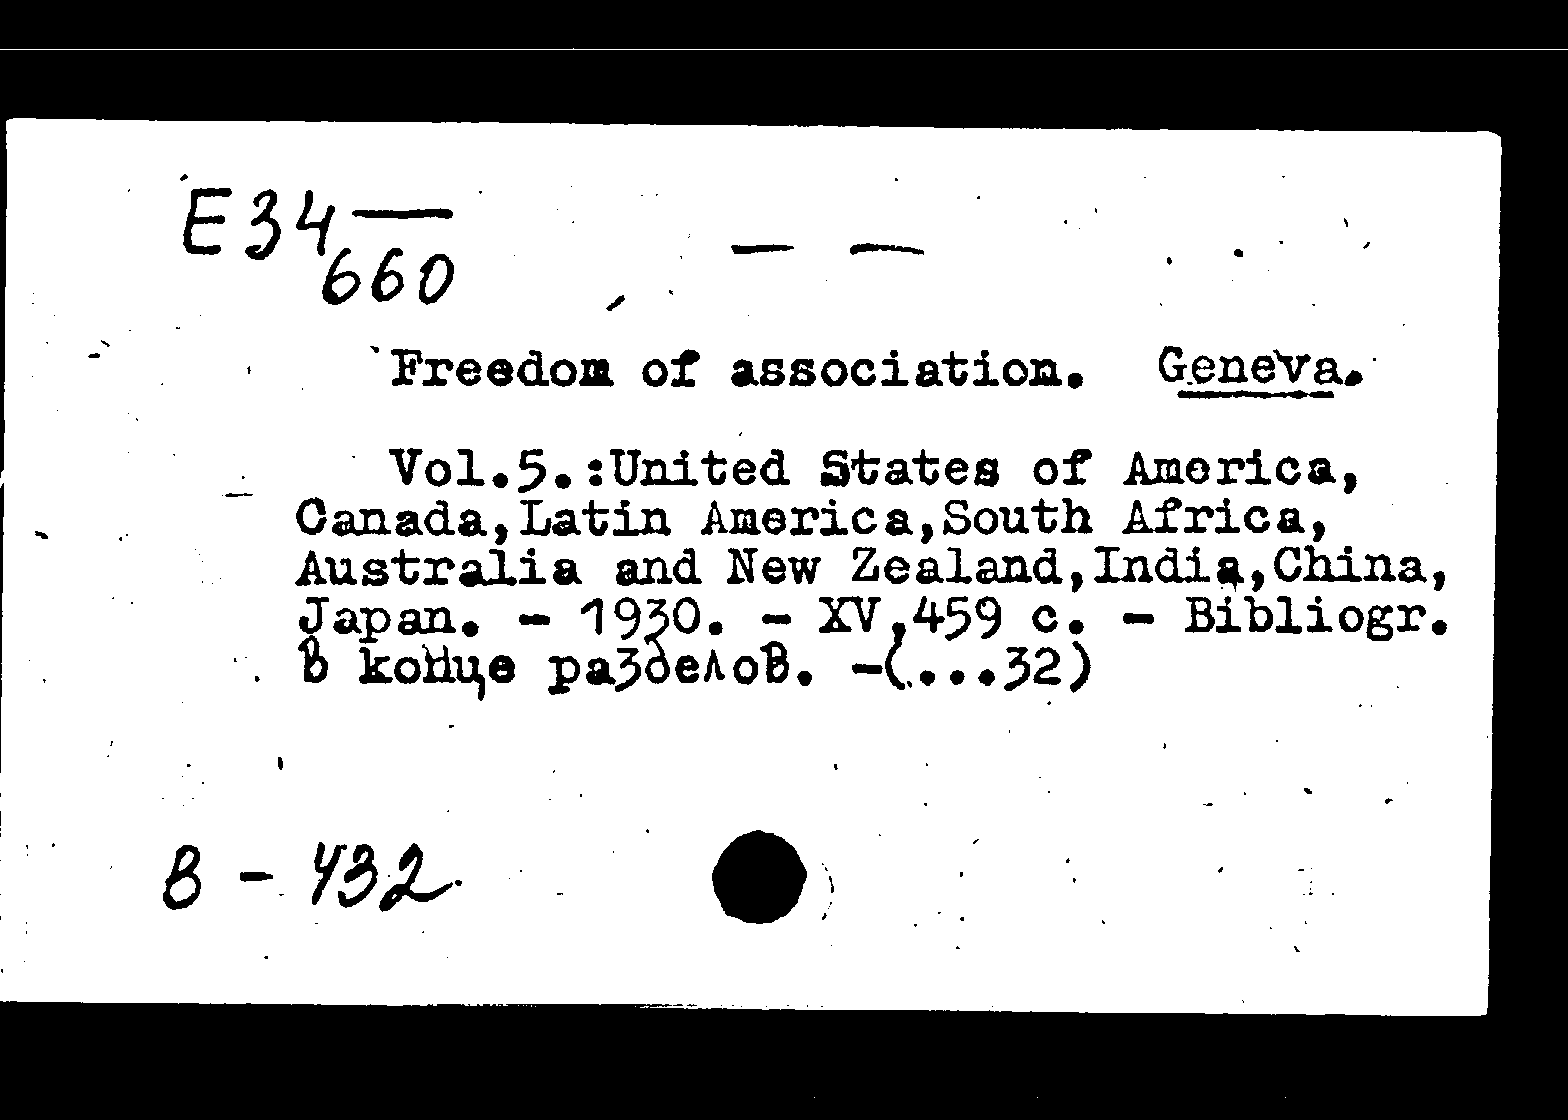 E34 —
660
Freedom of association. Geneva.
Vol.5.:United States of America,
Canada,Latin America,South Africa,
Australia and New Zealand,India,China,
Japan. - 1930. - XV,459 с. - Bibliogr.
в конце разделов. -(...32)
В - 432